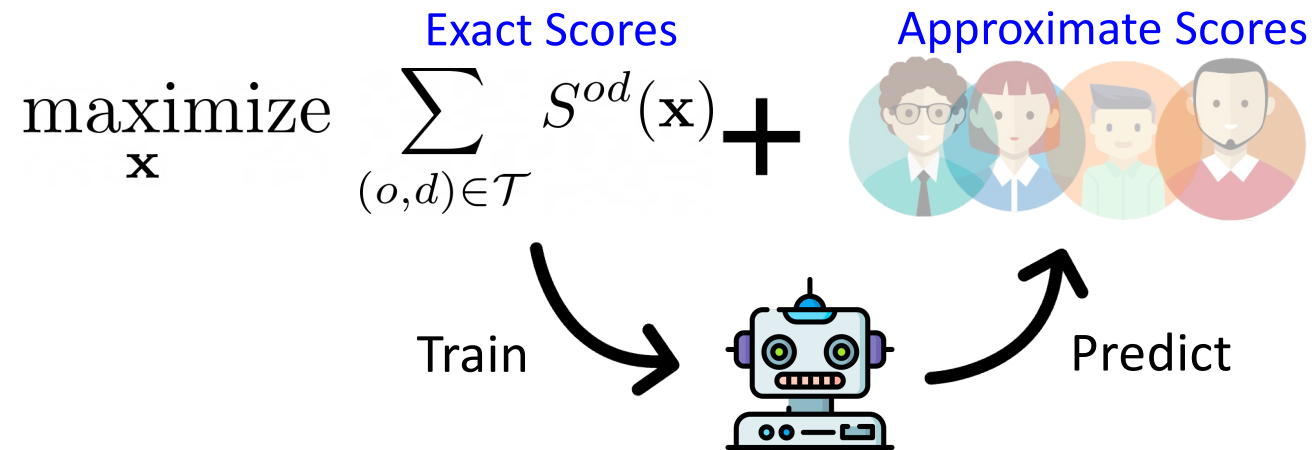 Exact Scores
Approximate Scores
maximize ∑ S^{od}(𝐱) +
𝐱
(o,d)∈𝒯
Train
Predict